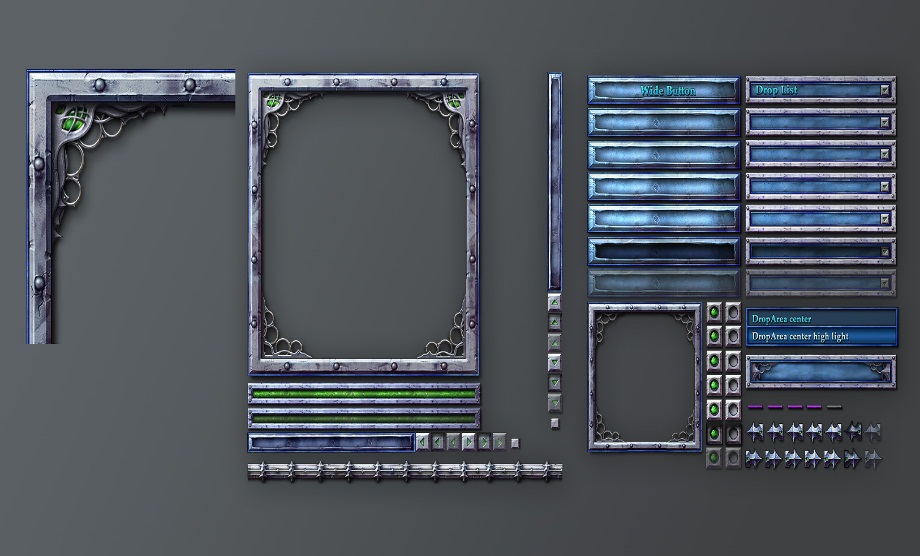 Wide Button
Drop List
DropArea center
DropArea center high light